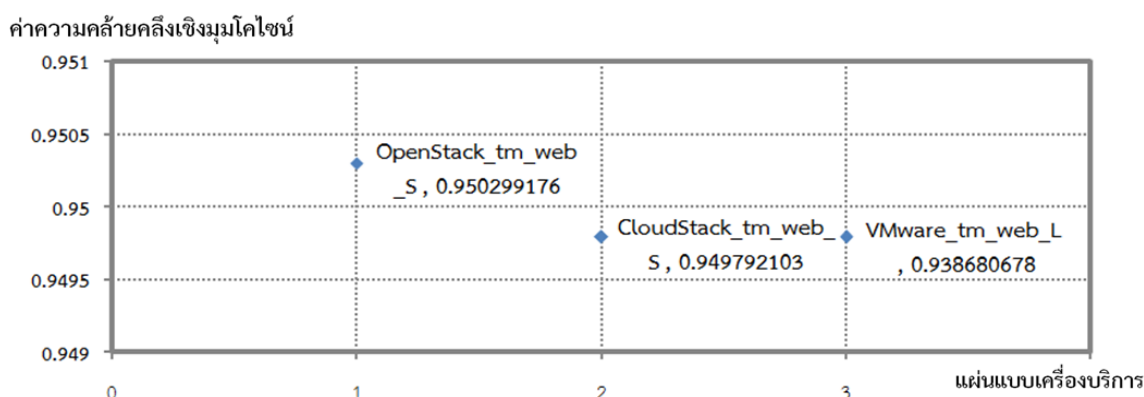 ค่าความคล้ายคลึงเชิงมุมโคไซน์
0.951
0.9505
OpenStack_tm_web
_S , 0.950299176
0.95
CloudStack_tm_web_
S , 0.949792103
VMware_tm_web_L
, 0.938680678
0.9495
0.949
0
1
2
3
แผ่นแบบเครื่องบริการ